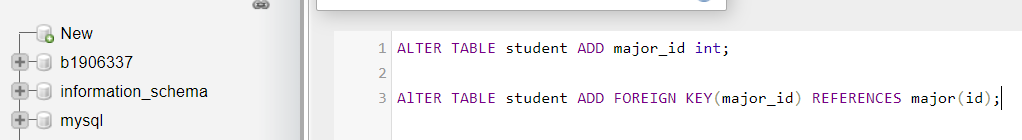 New
b1906337
information_schema
mysql
1 ALTER TABLE student ADD major_id int;
2
3 AlTER TABLE student ADD FOREIGN KEY(major_id) REFERENCES major(id);